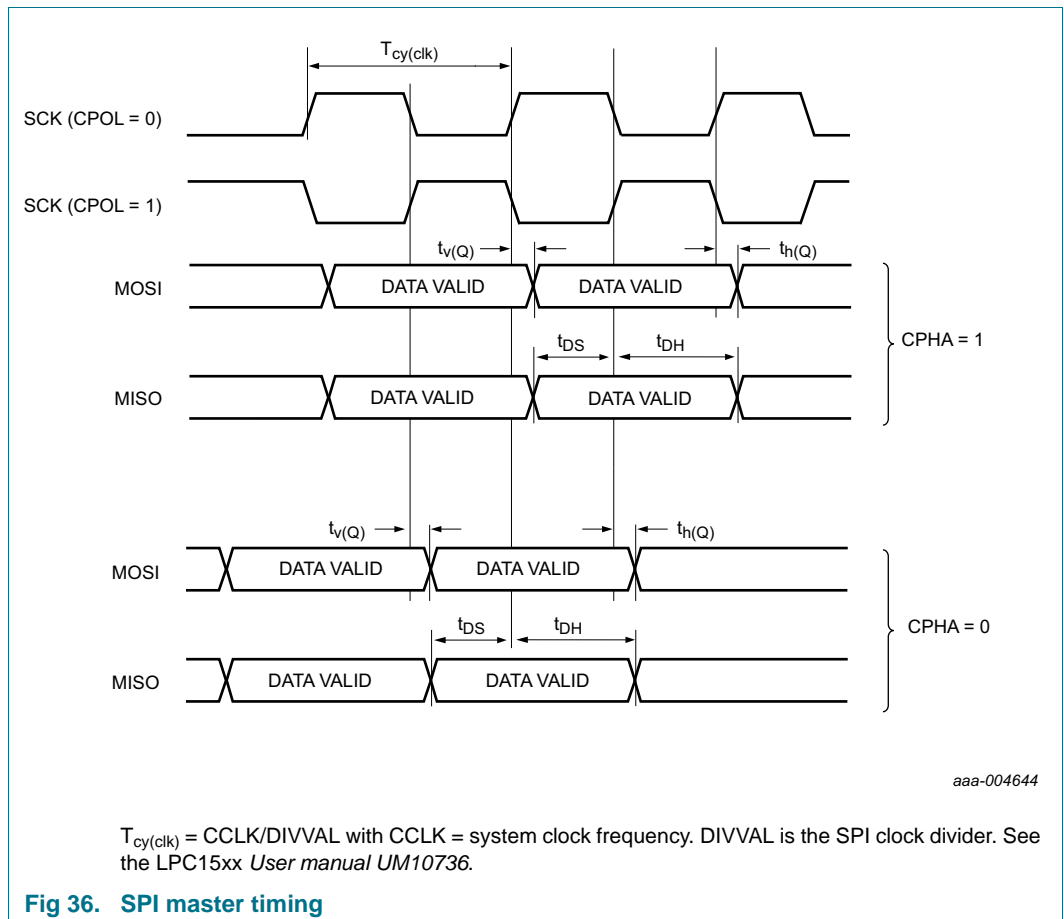 Tcy(clk)
SCK (CPOL = 0)
SCK (CPOL = 1)
tv(Q)
th(Q)
MOSI
DATA VALID
DATA VALID
CPHA = 1
tDS
tDH
MISO
DATA VALID
DATA VALID
tv(Q)
th(Q)
MOSI
DATA VALID
DATA VALID
CPHA = 0
tDS
tDH
MISO
DATA VALID
DATA VALID
aaa-004644
Tcy(clk) = CCLK/DIVVAL with CCLK = system clock frequency. DIVVAL is the SPI clock divider. See
the LPC15xx User manual UM10736.
Fig 36. SPI master timing